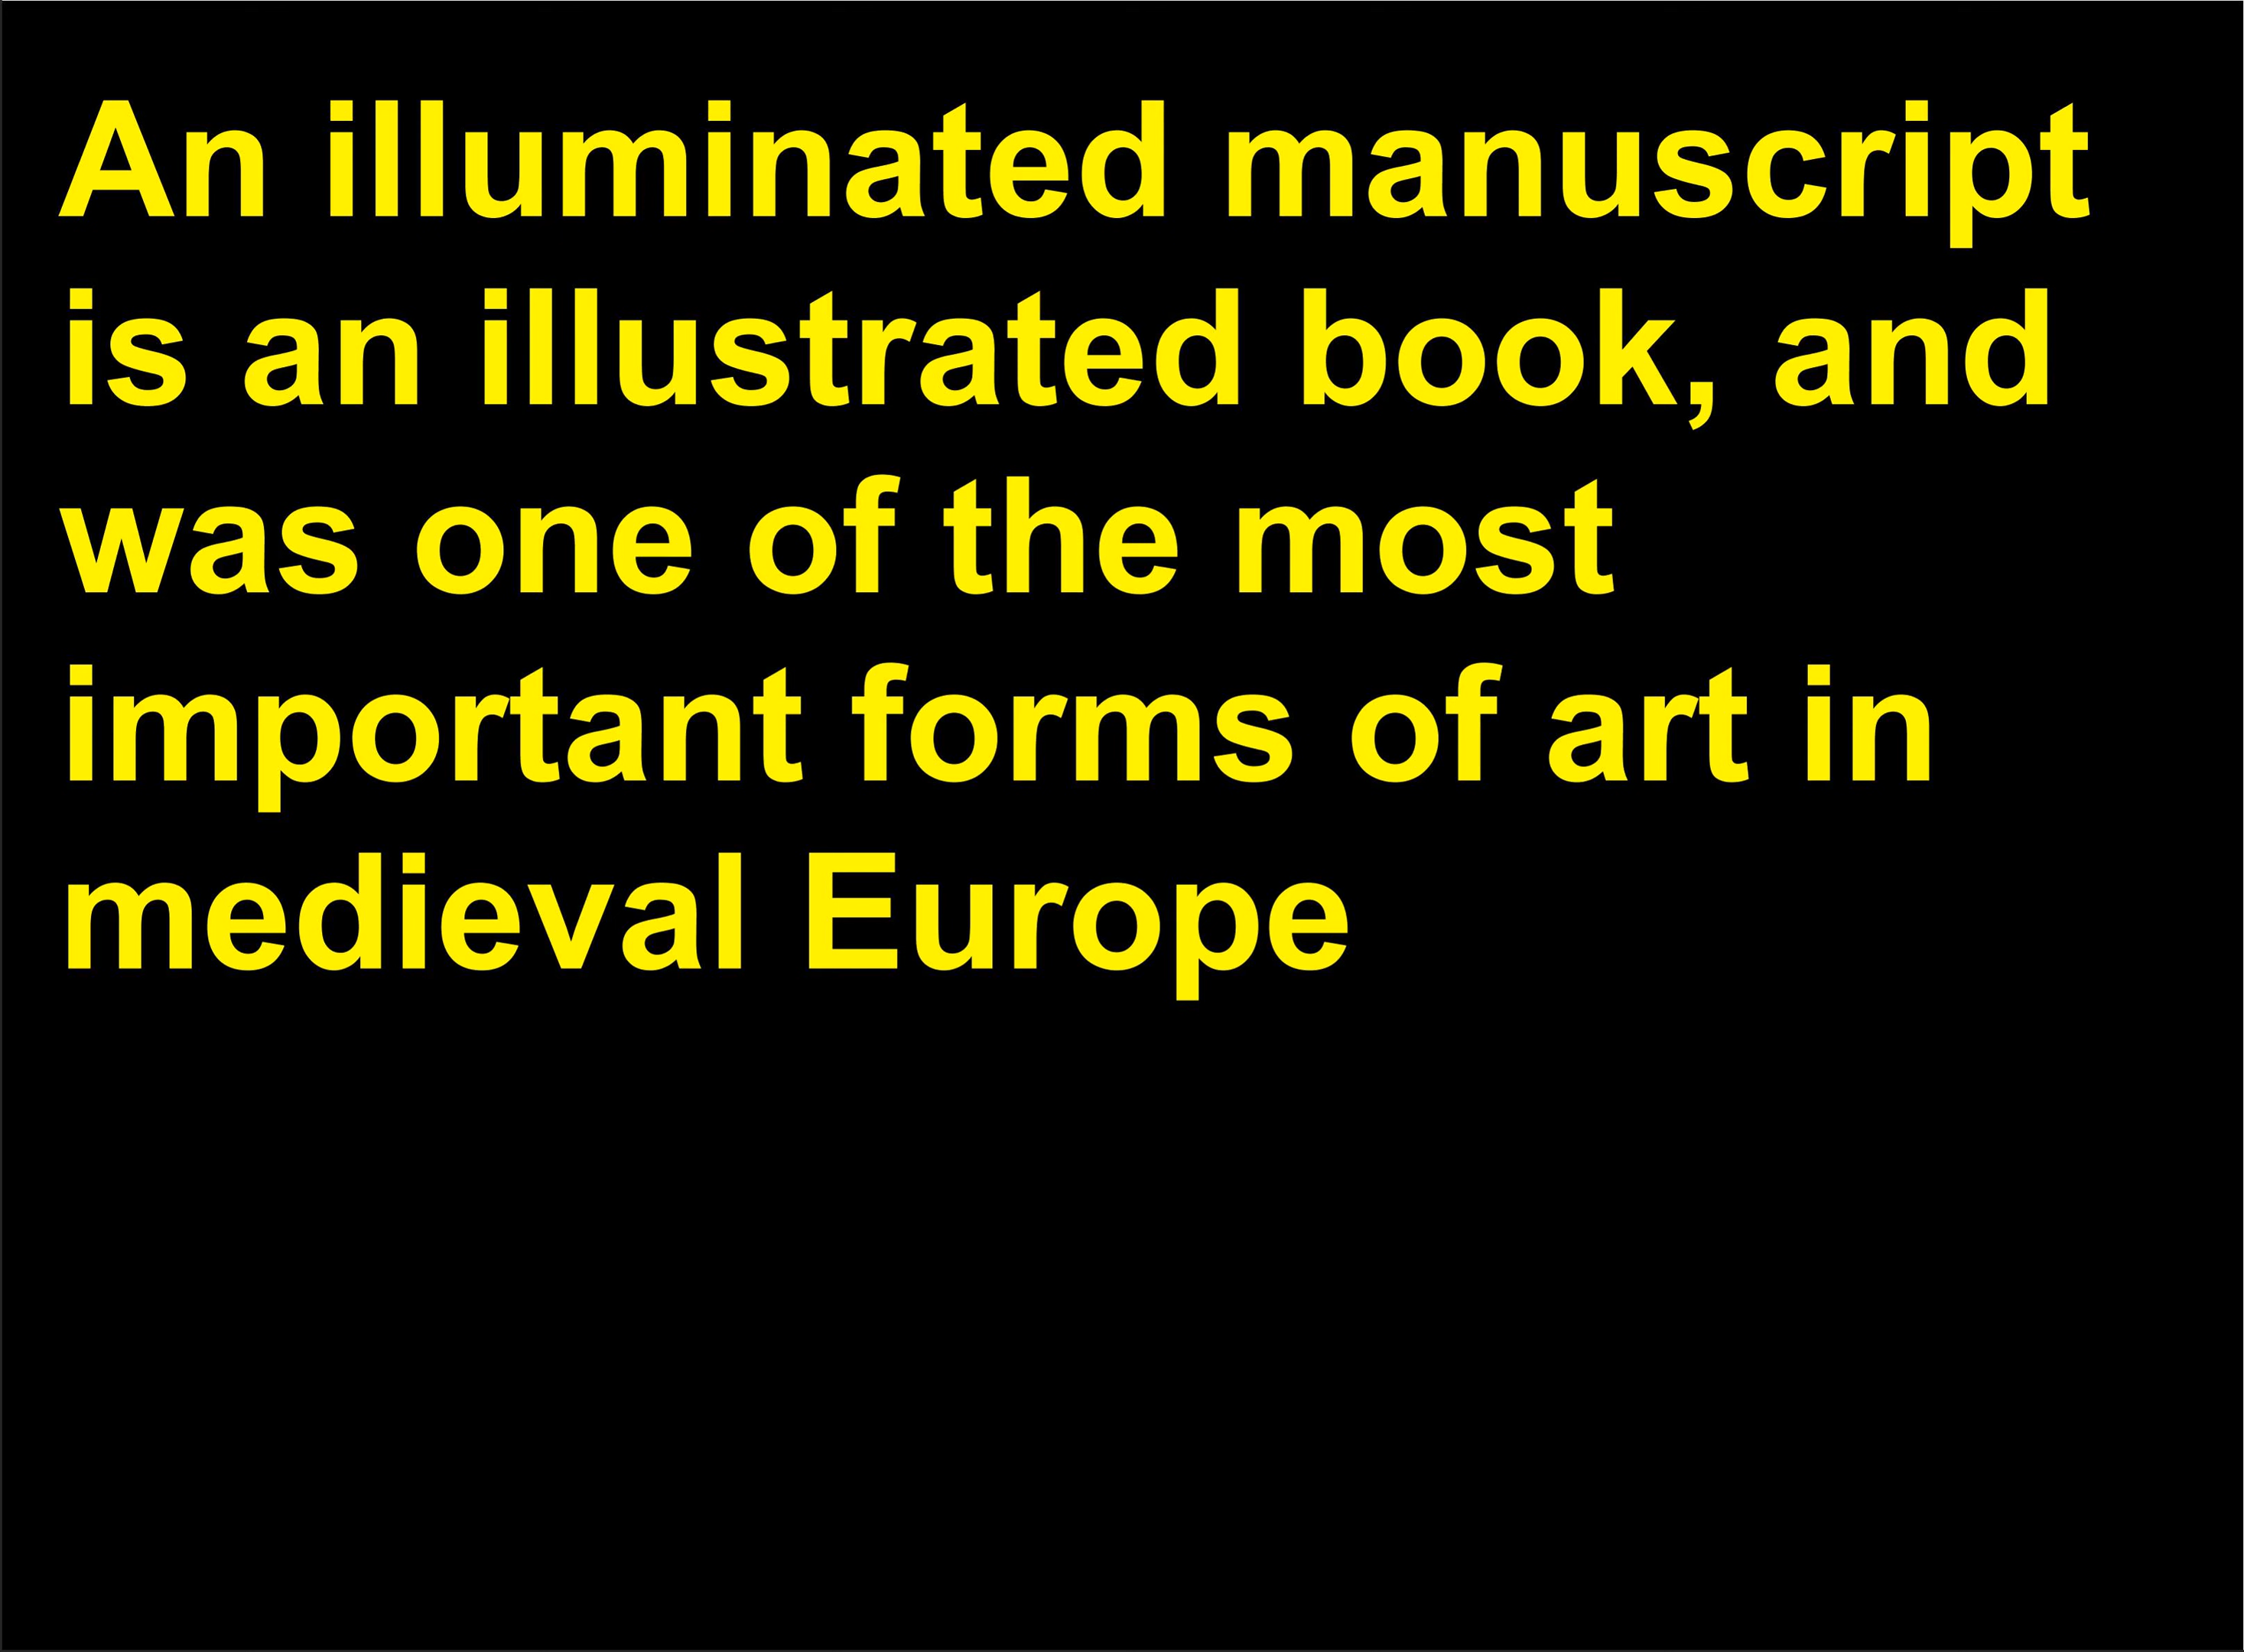 An illuminated manuscript
is an illustrated book, and
was one of the most
important forms of art in
medieval Europe